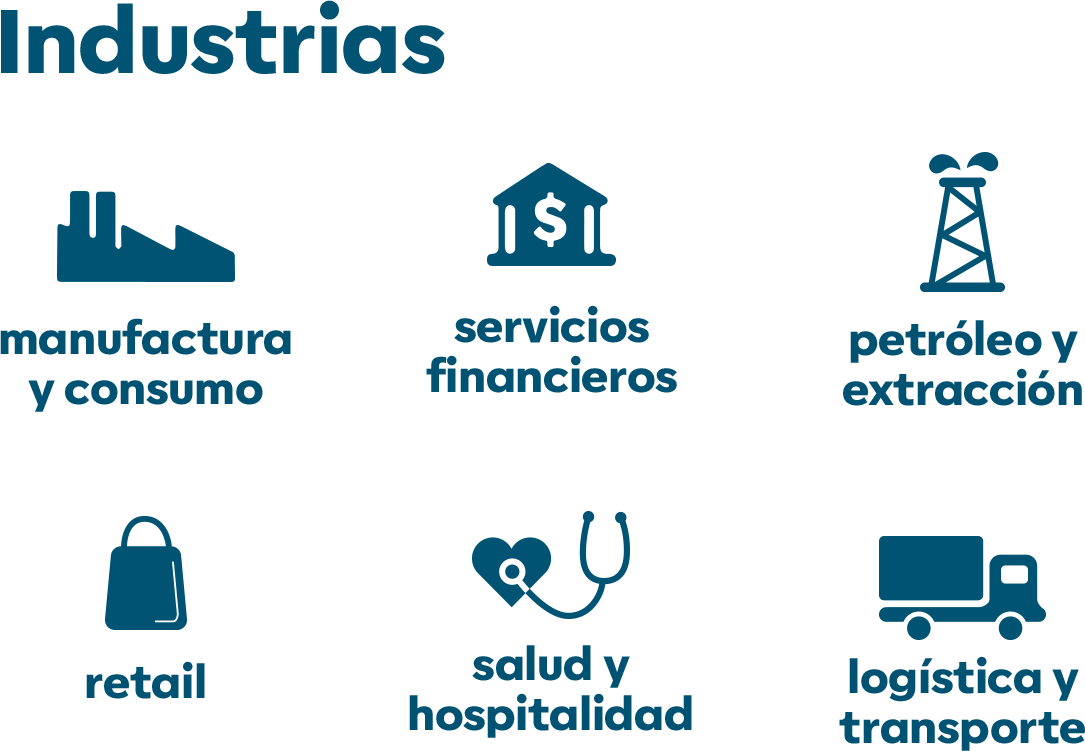 Industrias
manufactura
y consumo
$
servicios
financieros
petróleo y
extracción
retail
salud y
hospitalidad
logística y
transporte